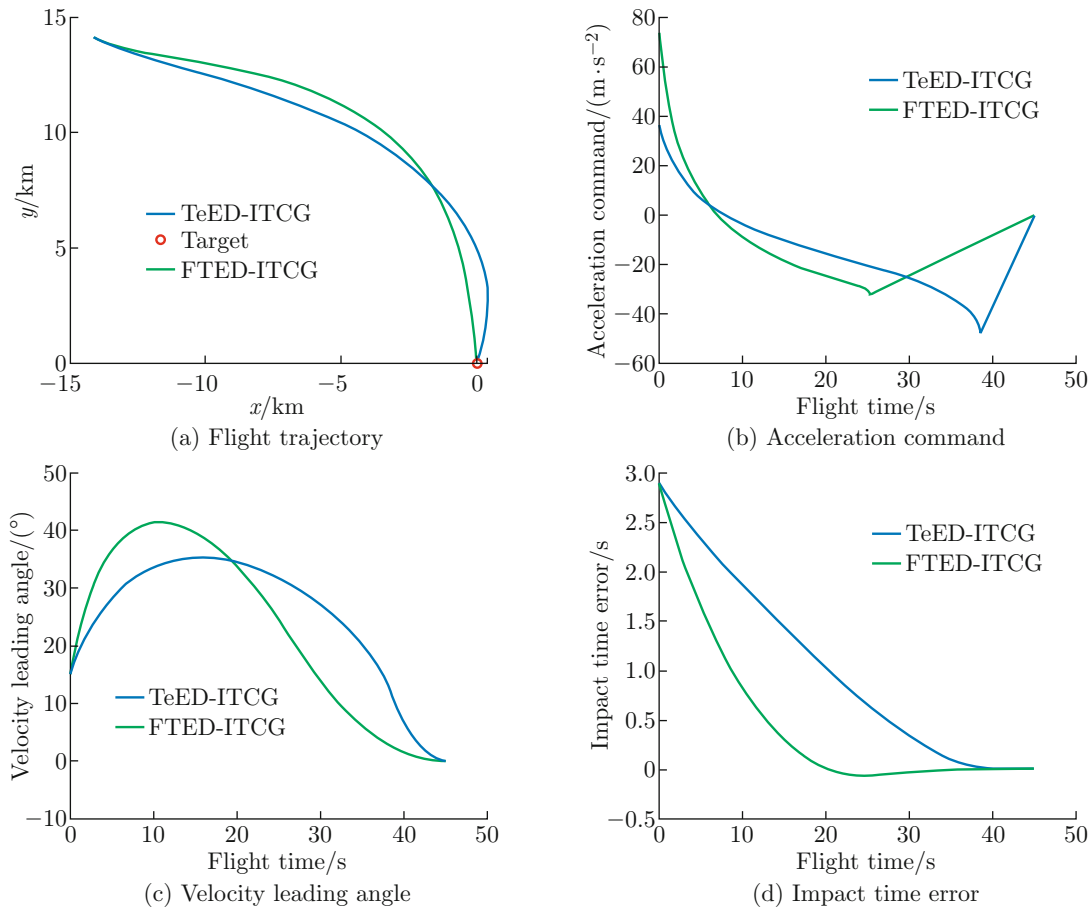 15
10
5
0
y/km
−15
−10
−5
0
x/km
TeED-ITCG
Target
FTED-ITCG
(a) Flight trajectory
80
60
40
20
0
−20
−40
−60
Acceleration command/(m·s⁻²)
0
10
20
30
40
50
Flight time/s
TeED-ITCG
FTED-ITCG
(b) Acceleration command
50
40
30
20
10
0
−10
Velocity leading angle/(°)
0
10
20
30
40
50
Flight time/s
TeED-ITCG
FTED-ITCG
(c) Velocity leading angle
3.0
2.5
2.0
1.5
1.0
0.5
0
−0.5
Impact time error/s
0
10
20
30
40
50
Flight time/s
TeED-ITCG
FTED-ITCG
(d) Impact time error